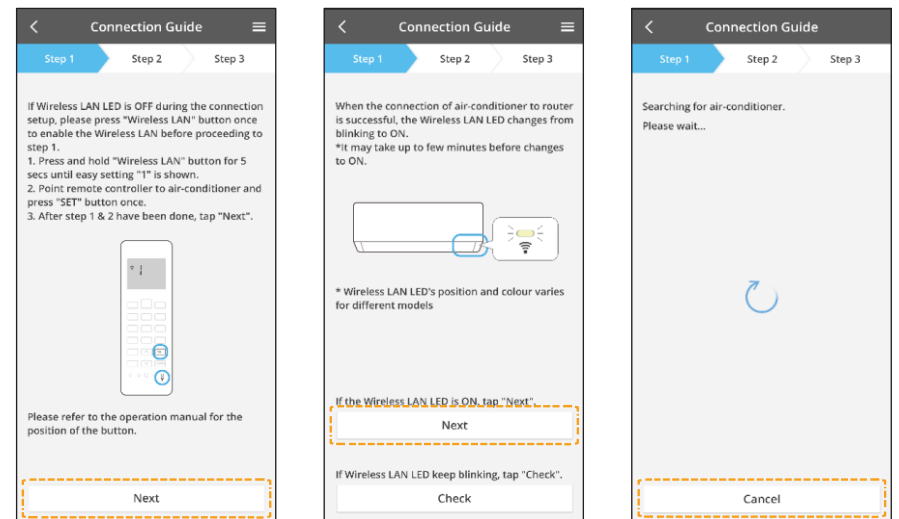 Connection Guide
Step 1
Step 2
Step 3
If Wireless LAN LED is OFF during the connection
setup, please press "Wireless LAN" button once
to enable the Wireless LAN before proceeding to
step 1.
1. Press and hold "Wireless LAN" button for 5
secs until easy setting "1" is shown.
2. Point remote controller to air-conditioner and
press "SET" button once.
3. After step 1 & 2 have been done, tap "Next".
Please refer to the operation manual for the
position of the button.
Next
Connection Guide
Step 1
Step 2
Step 3
When the connection of air-conditioner to router
is successful, the Wireless LAN LED changes from
blinking to ON.
*It may take up to few minutes before changes
to ON.
* Wireless LAN LED's position and colour varies
for different models
If the Wireless LAN LED is ON, tap "Next".
Next
If Wireless LAN LED keep blinking, tap "Check".
Check
Connection Guide
Step 1
Step 2
Step 3
Searching for air-conditioner.
Please wait...
Cancel